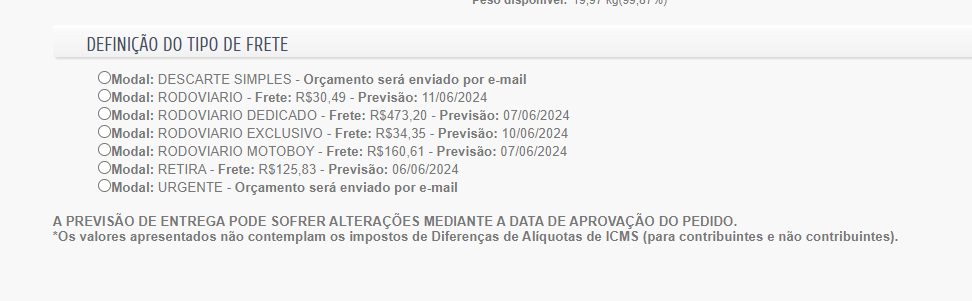 Peso disponível: 19,97 kg(99,87%)
DEFINIÇÃO DO TIPO DE FRETE
Modal: DESCARTE SIMPLES - Orçamento será enviado por e-mail
Modal: RODOVIARIO - Frete: R$30,49 - Previsão: 11/06/2024
Modal: RODOVIARIO DEDICADO - Frete: R$473,20 - Previsão: 07/06/2024
Modal: RODOVIARIO EXCLUSIVO - Frete: R$34,35 - Previsão: 10/06/2024
Modal: RODOVIARIO MOTOBOY - Frete: R$160,61 - Previsão: 07/06/2024
Modal: RETIRA - Frete: R$125,83 - Previsão: 06/06/2024
Modal: URGENTE - Orçamento será enviado por e-mail
A PREVISÃO DE ENTREGA PODE SOFRER ALTERAÇÕES MEDIANTE A DATA DE APROVAÇÃO DO PEDIDO.
*Os valores apresentados não contemplam os impostos de Diferenças de Alíquotas de ICMS (para contribuintes e não contribuintes).